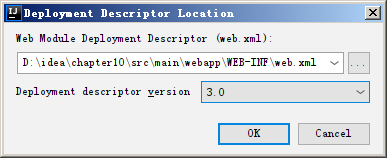 Deployment Descriptor Location
Web Module Deployment Descriptor (web.xml):
D:\idea\chapter10\src\main\webapp\WEB-INF\web.xml
...
Deployment descriptor version 3.0
OK Cancel